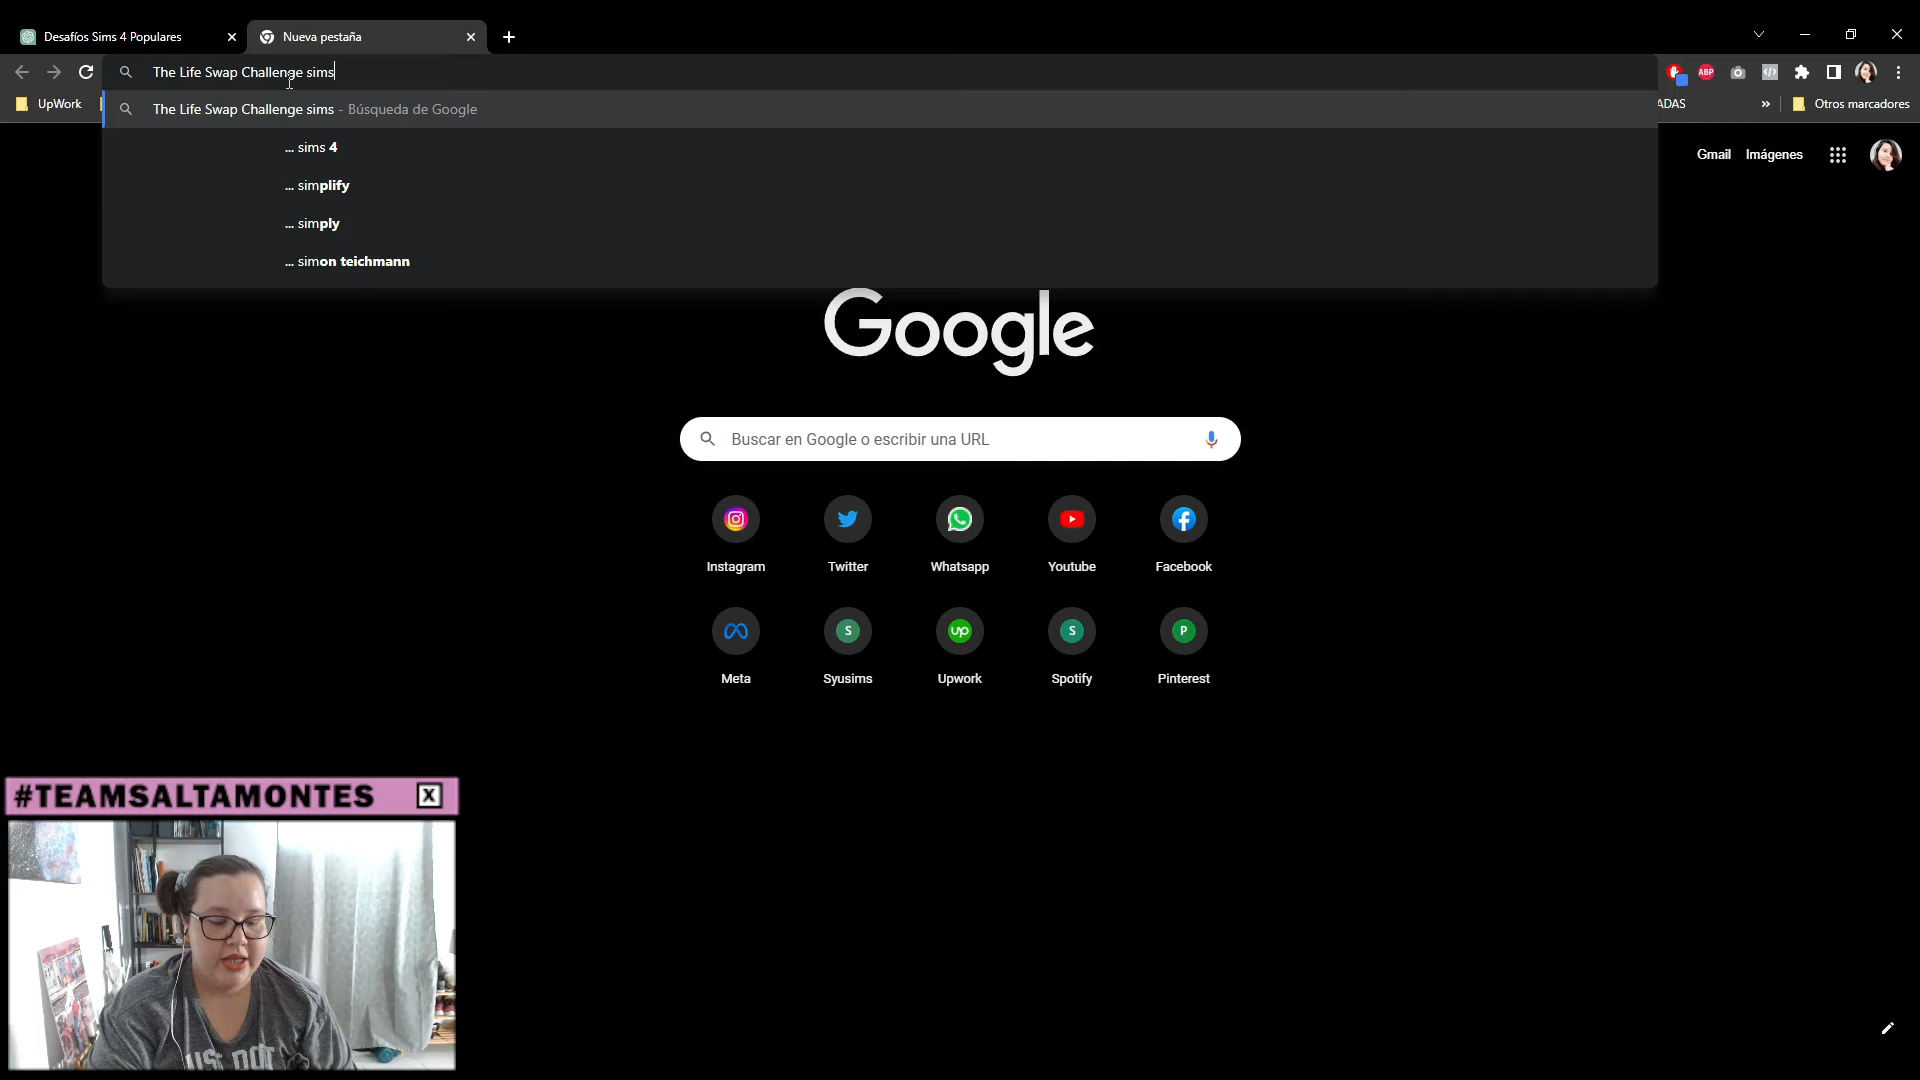 Desafíos Sims 4 Populares
Nueva pestaña
The Life Swap Challenge sims
ABP
UpWork
The Life Swap Challenge sims - Búsqueda de Google
ADAS
»
Otros marcadores
... sims 4
Gmail Imágenes
... simplify
... simply
... simon teichmann
Google
Buscar en Google o escribir una URL
Instagram
Twitter
Whatsapp
Youtube
Facebook
S
up
S
P
Meta
Syusims
Upwork
Spotify
Pinterest
#TEAMSALTAMONTES X